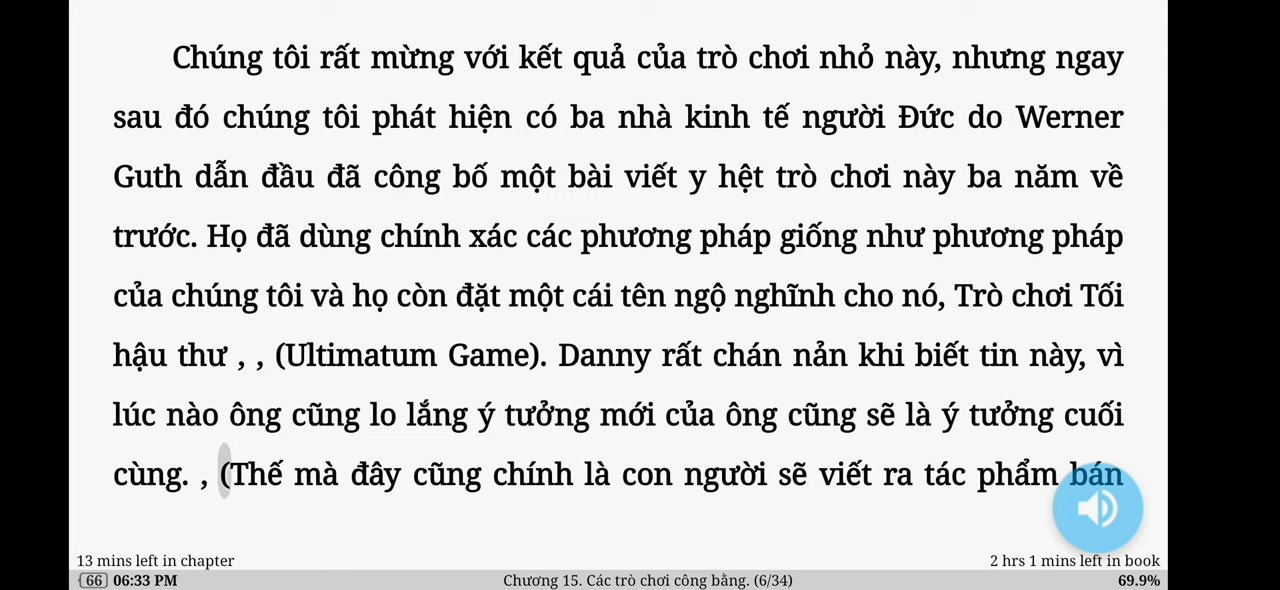 Chúng tôi rất mừng với kết quả của trò chơi nhỏ này, nhưng ngay
sau đó chúng tôi phát hiện có ba nhà kinh tế người Đức do Werner
Guth dẫn đầu đã công bố một bài viết y hệt trò chơi này ba năm về
trước. Họ đã dùng chính xác các phương pháp giống như phương pháp
của chúng tôi và họ còn đặt một cái tên ngộ nghĩnh cho nó, Trò chơi Tối
hậu thư , , (Ultimatum Game). Danny rất chán nản khi biết tin này, vì
lúc nào ông cũng lo lắng ý tưởng mới của ông cũng sẽ là ý tưởng cuối
cùng. , (Thế mà đây cũng chính là con người sẽ viết ra tác phẩm bán
13 mins left in chapter
2 hrs 1 mins left in book
66 06:33 PM
Chương 15. Các trò chơi công bằng. (6/34)
69.9%